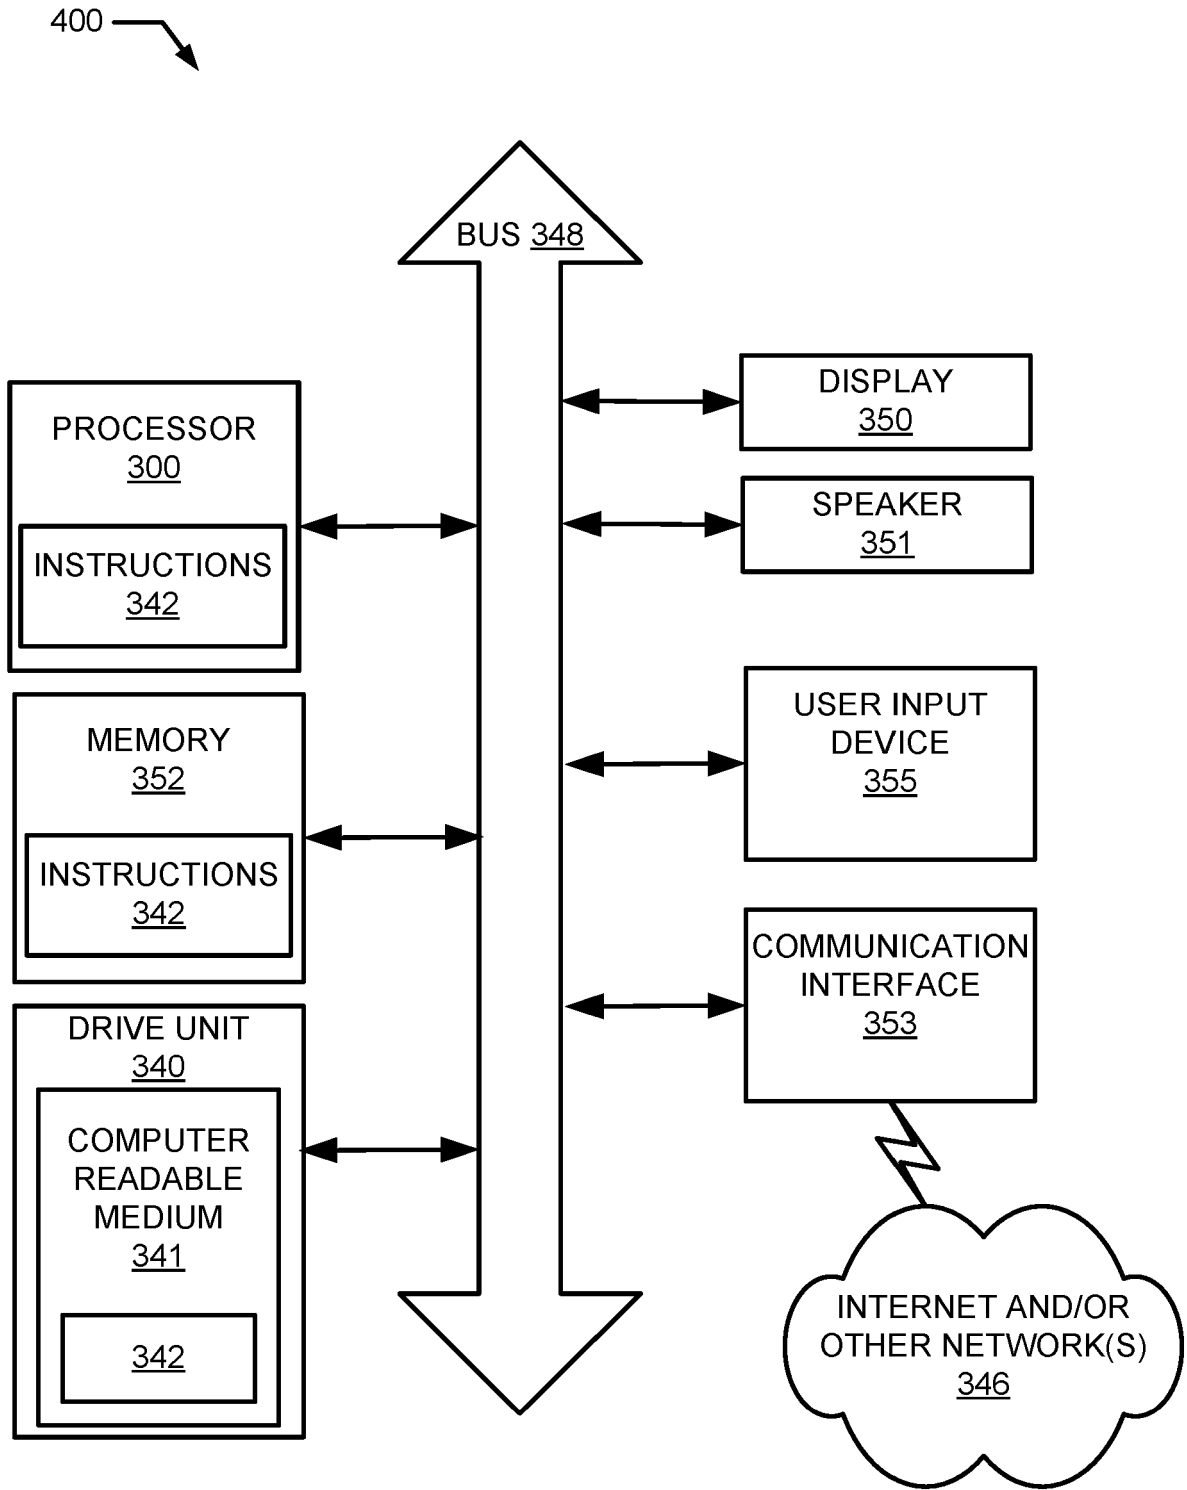 400
BUS 348
PROCESSOR
300
INSTRUCTIONS
342
MEMORY
352
INSTRUCTIONS
342
DRIVE UNIT
340
COMPUTER
READABLE
MEDIUM
341
342
DISPLAY
350
SPEAKER
351
USER INPUT
DEVICE
355
COMMUNICATION
INTERFACE
353
INTERNET AND/OR
OTHER NETWORK(S)
346